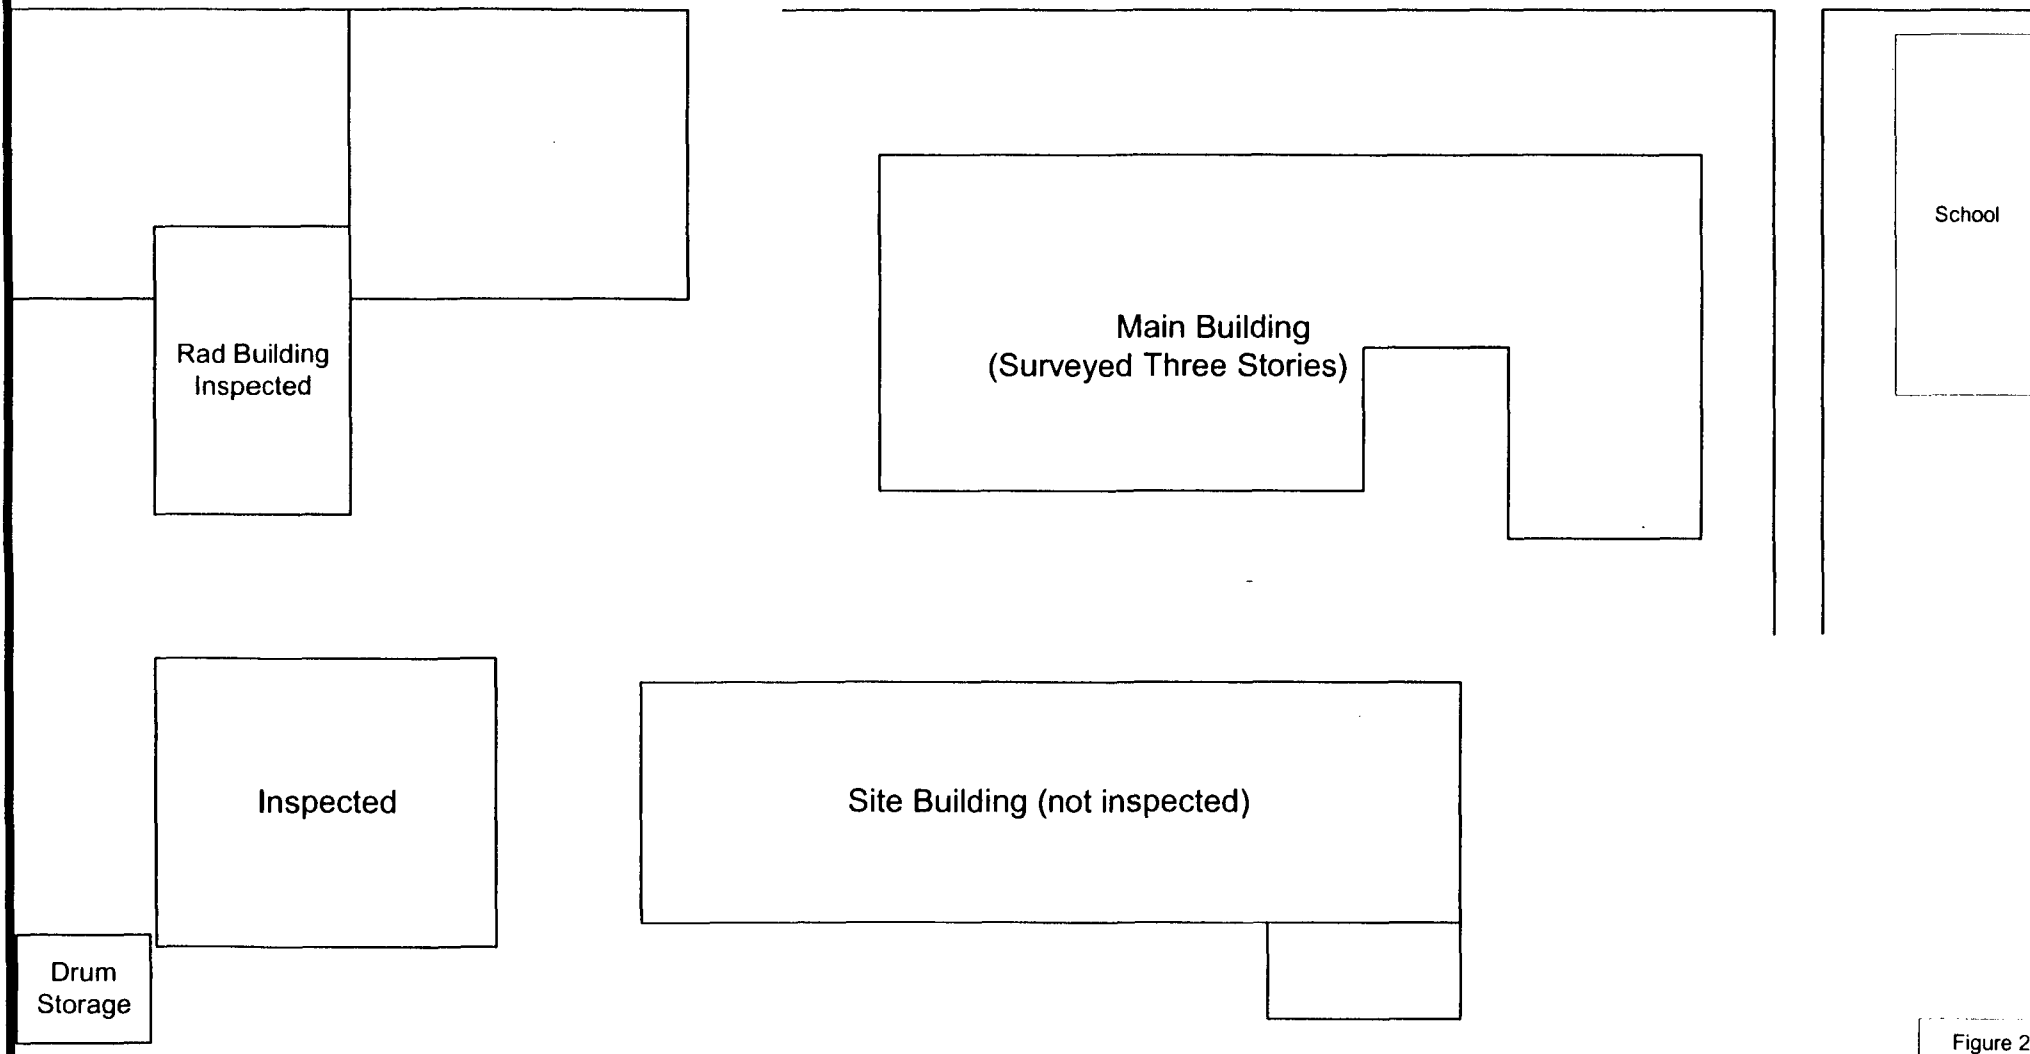 School
Main Building
(Surveyed Three Stories)
Rad Building
Inspected
Inspected
Site Building (not inspected)
Drum
Storage
Figure 2